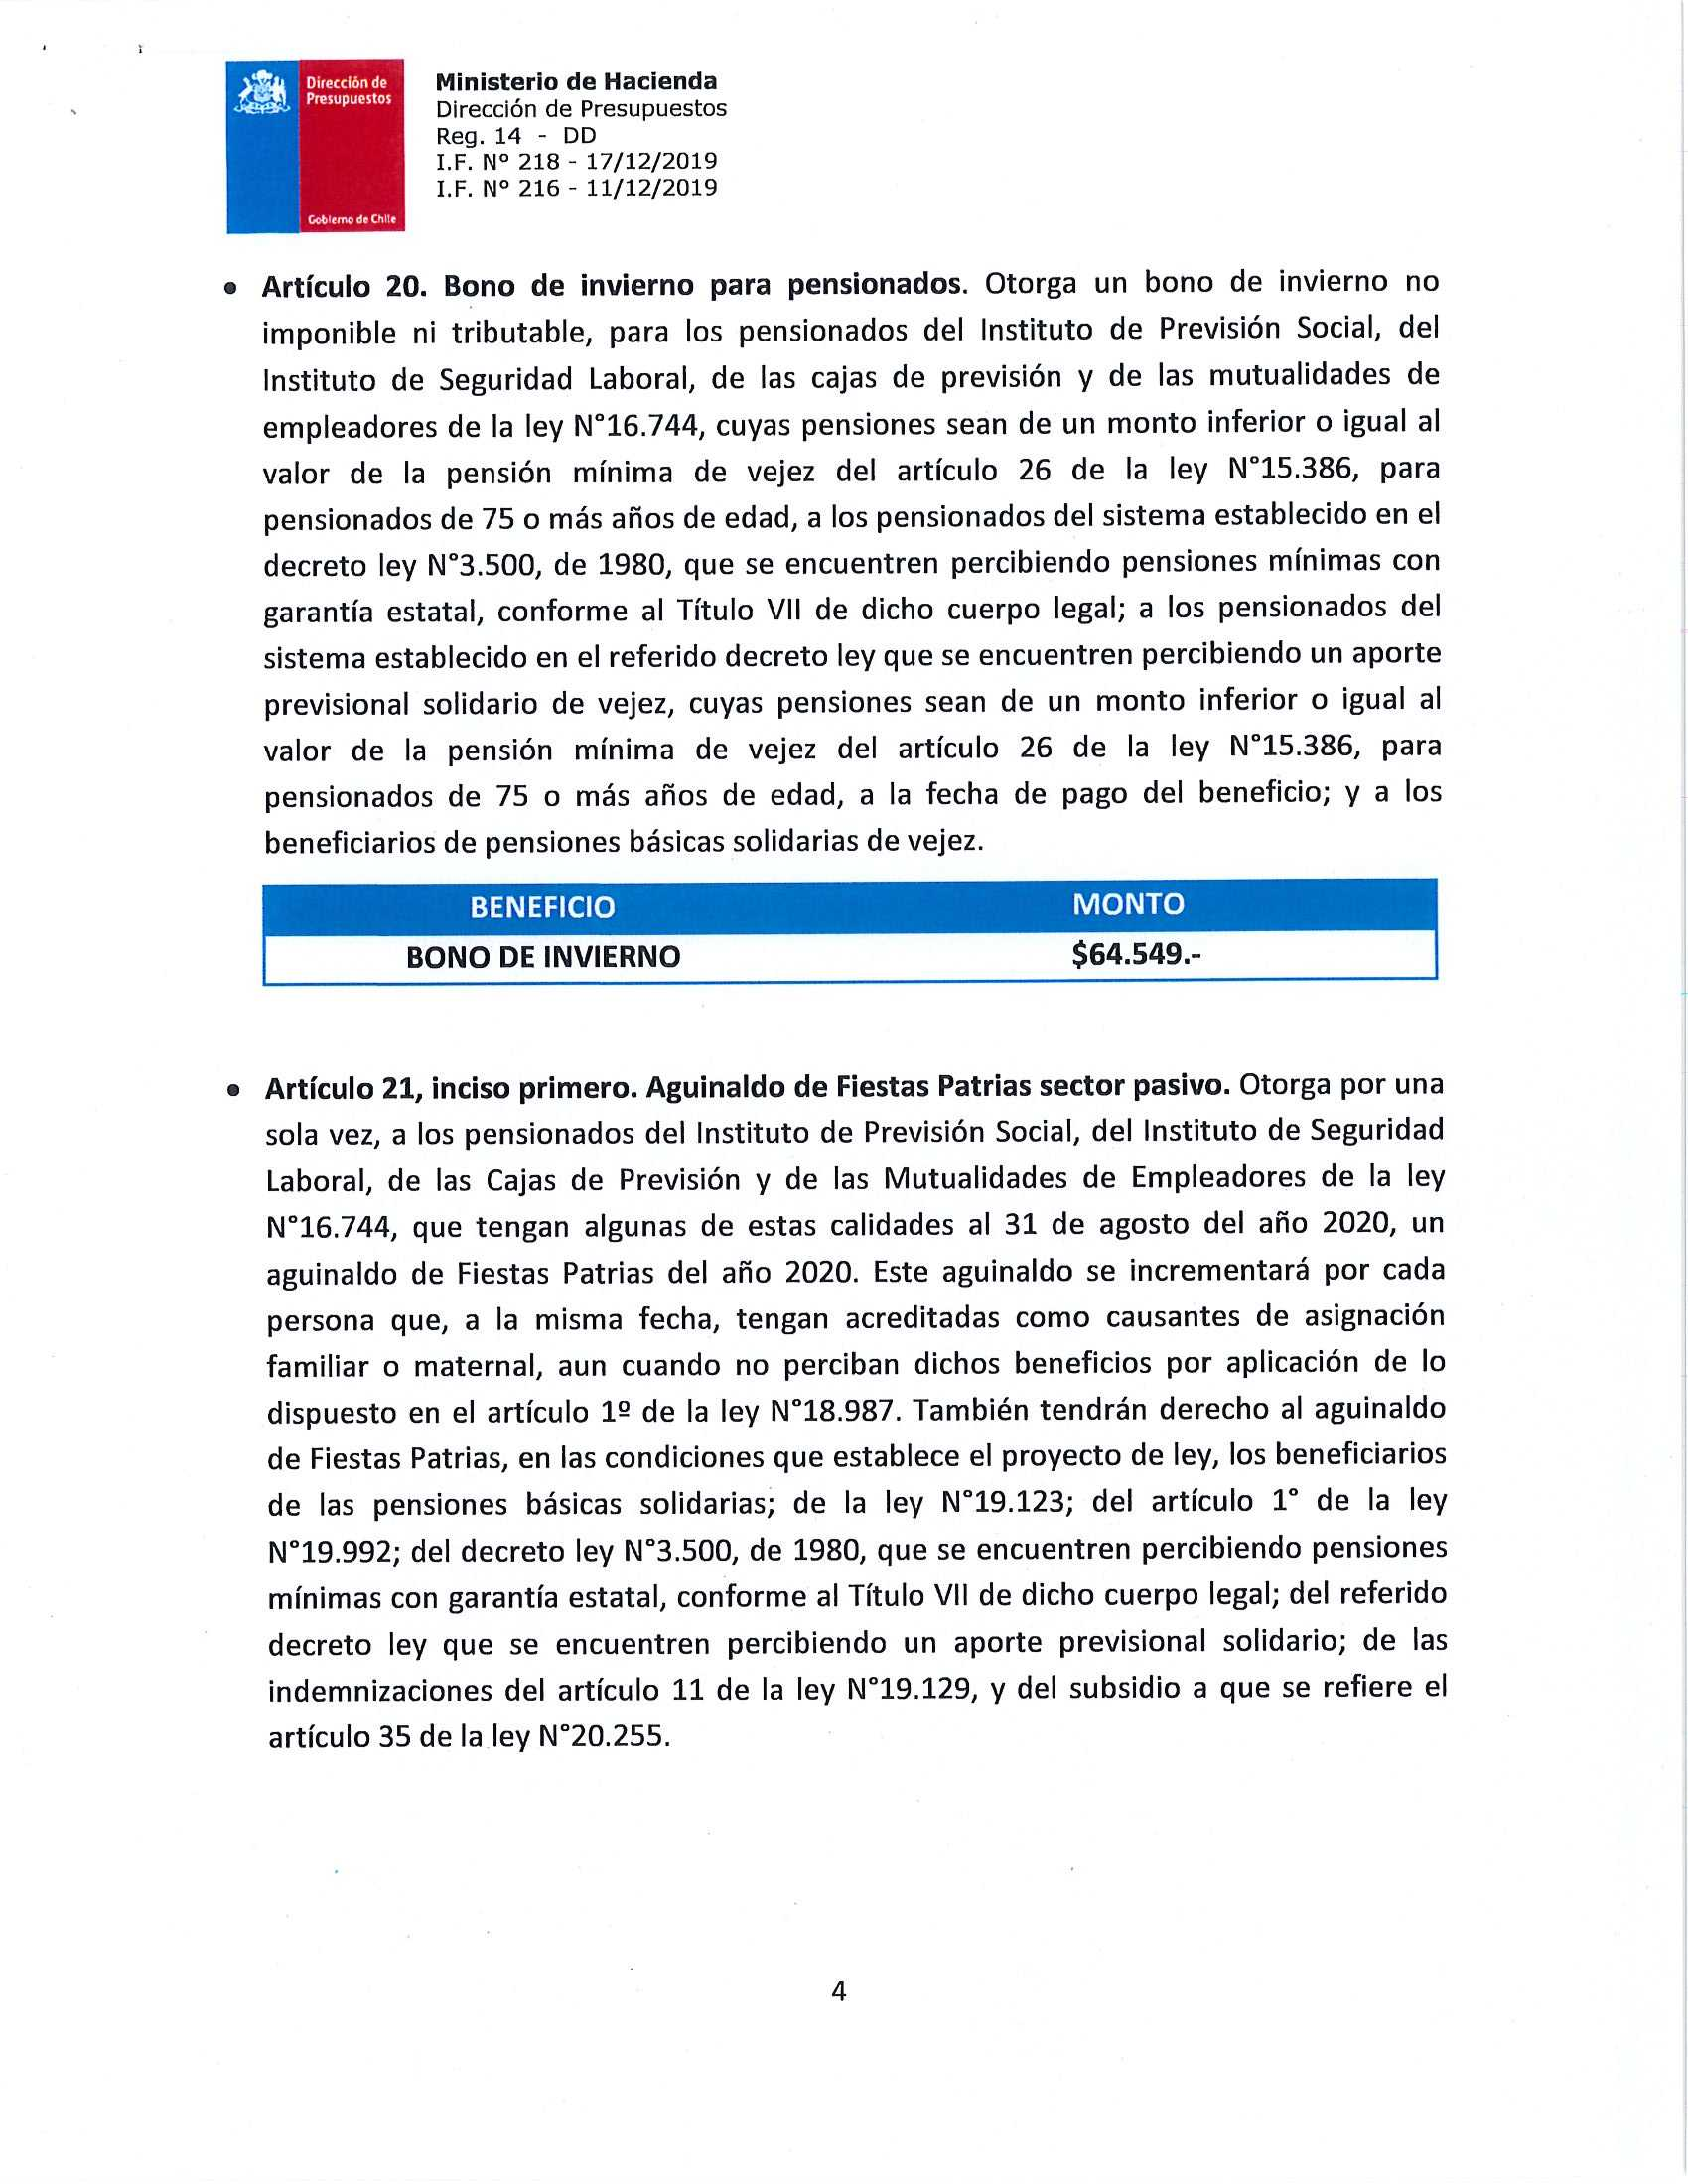 Dirección de
Presupuestos
Gobierno de Chile
Ministerio de Hacienda
Dirección de Presupuestos
Reg. 14 - DD
I.F. Nº 218 - 17/12/2019
I.F. Nº 216 - 11/12/2019
• Artículo 20. Bono de invierno para pensionados. Otorga un bono de invierno no
imponible ni tributable, para los pensionados del Instituto de Previsión Social, del
Instituto de Seguridad Laboral, de las cajas de previsión y de las mutualidades de
empleadores de la ley N°16.744, cuyas pensiones sean de un monto inferior o igual al
valor de la pensión mínima de vejez del artículo 26 de la ley N°15.386, para
pensionados de 75 o más años de edad, a los pensionados del sistema establecido en el
decreto ley N°3.500, de 1980, que se encuentren percibiendo pensiones mínimas con
garantía estatal, conforme al Título VII de dicho cuerpo legal; a los pensionados del
sistema establecido en el referido decreto ley que se encuentren percibiendo un aporte
previsional solidario de vejez, cuyas pensiones sean de un monto inferior o igual al
valor de la pensión mínima de vejez del artículo 26 de la ley N°15.386, para
pensionados de 75 o más años de edad, a la fecha de pago del beneficio; y a los
beneficiarios de pensiones básicas solidarias de vejez.
BENEFICIO MONTO
BONO DE INVIERNO $64.549.-
• Artículo 21, inciso primero. Aguinaldo de Fiestas Patrias sector pasivo. Otorga por una
sola vez, a los pensionados del Instituto de Previsión Social, del Instituto de Seguridad
Laboral, de las Cajas de Previsión y de las Mutualidades de Empleadores de la ley
N°16.744, que tengan algunas de estas calidades al 31 de agosto del año 2020, un
aguinaldo de Fiestas Patrias del año 2020. Este aguinaldo se incrementará por cada
persona que, a la misma fecha, tengan acreditadas como causantes de asignación
familiar o maternal, aun cuando no perciban dichos beneficios por aplicación de lo
dispuesto en el artículo 1º de la ley N°18.987. También tendrán derecho al aguinaldo
de Fiestas Patrias, en las condiciones que establece el proyecto de ley, los beneficiarios
de las pensiones básicas solidarias; de la ley N°19.123; del artículo 1° de la ley
N°19.992; del decreto ley N°3.500, de 1980, que se encuentren percibiendo pensiones
mínimas con garantía estatal, conforme al Título VII de dicho cuerpo legal; del referido
decreto ley que se encuentren percibiendo un aporte previsional solidario; de las
indemnizaciones del artículo 11 de la ley N°19.129, y del subsidio a que se refiere el
artículo 35 de la ley N°20.255.
4